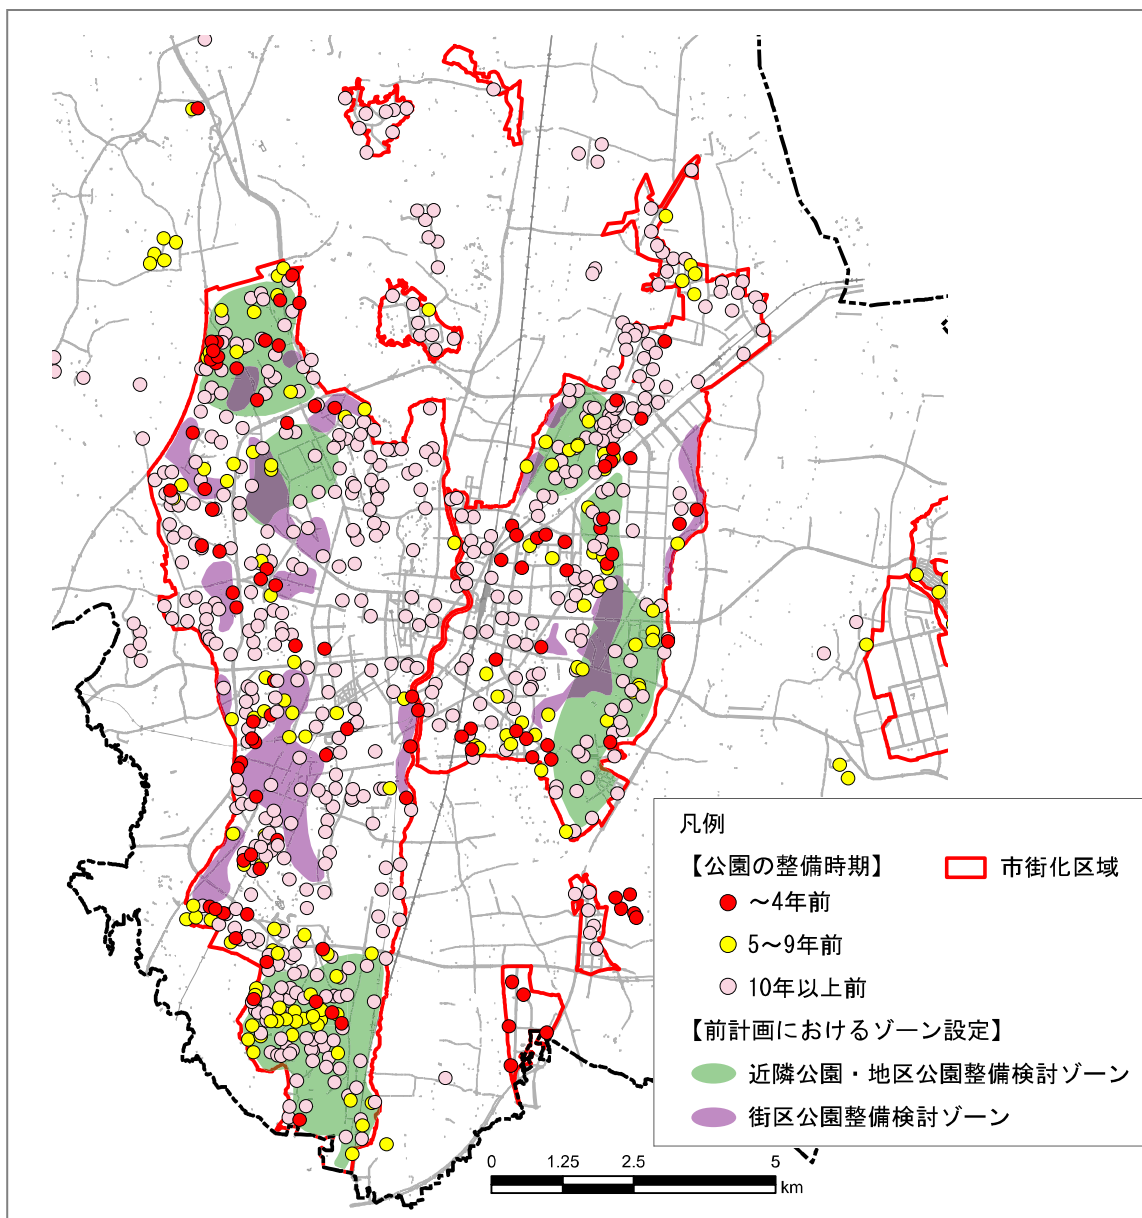 凡例
【公園の整備時期】
市街化区域
～4年前
5～9年前
10年以上前
【前計画におけるゾーン設定】
近隣公園・地区公園整備検討ゾーン
街区公園整備検討ゾーン
0 1.25 2.5 5
km